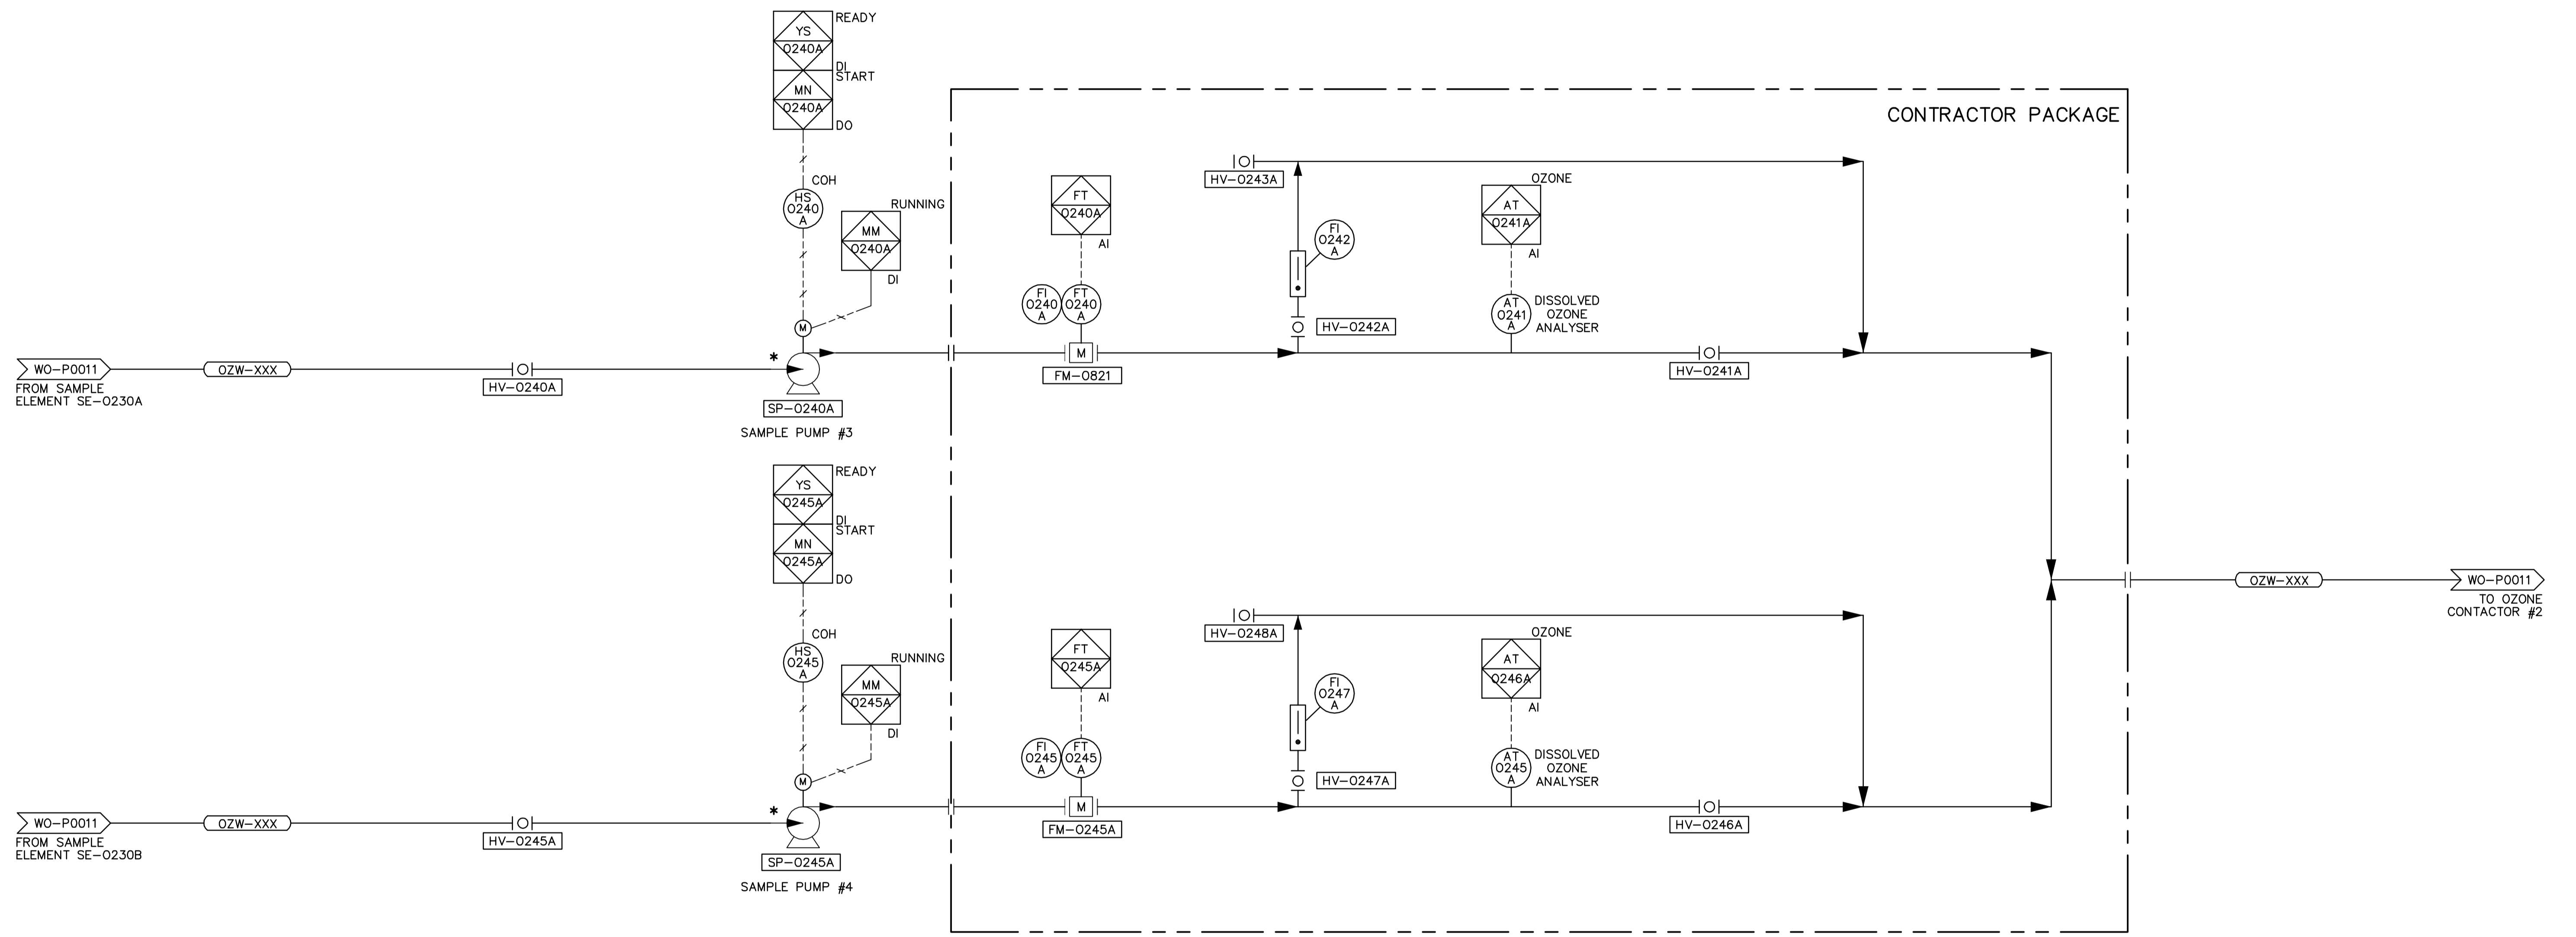 READY
YS
0240A
DI
START
MN
0240A
DO
COH
HS
0240
A
RUNNING
MM
0240A
DI
M
WO-P0011
FROM SAMPLE
ELEMENT SE-0230A
OZW-XXX
HV-0240A
*
SP-0240A
SAMPLE PUMP #3
CONTRACTOR PACKAGE
FT
0240A
AI
FI
0240
A
FT
0240
A
M
FM-0821
HV-0243A
FI
0242
A
HV-0242A
OZONE
AT
0241A
AI
AT
0241
A
DISSOLVED
OZONE
ANALYSER
HV-0241A
READY
YS
0245A
DI
START
MN
0245A
DO
COH
HS
0245
A
RUNNING
MM
0245A
DI
M
WO-P0011
FROM SAMPLE
ELEMENT SE-0230B
OZW-XXX
HV-0245A
*
SP-0245A
SAMPLE PUMP #4
FT
0245A
AI
FI
0245
A
FT
0245
A
M
FM-0245A
HV-0248A
FI
0247
A
HV-0247A
OZONE
AT
0246A
AI
AT
0245
A
DISSOLVED
OZONE
ANALYSER
HV-0246A
OZW-XXX
WO-P0011
TO OZONE
CONTACTOR #2